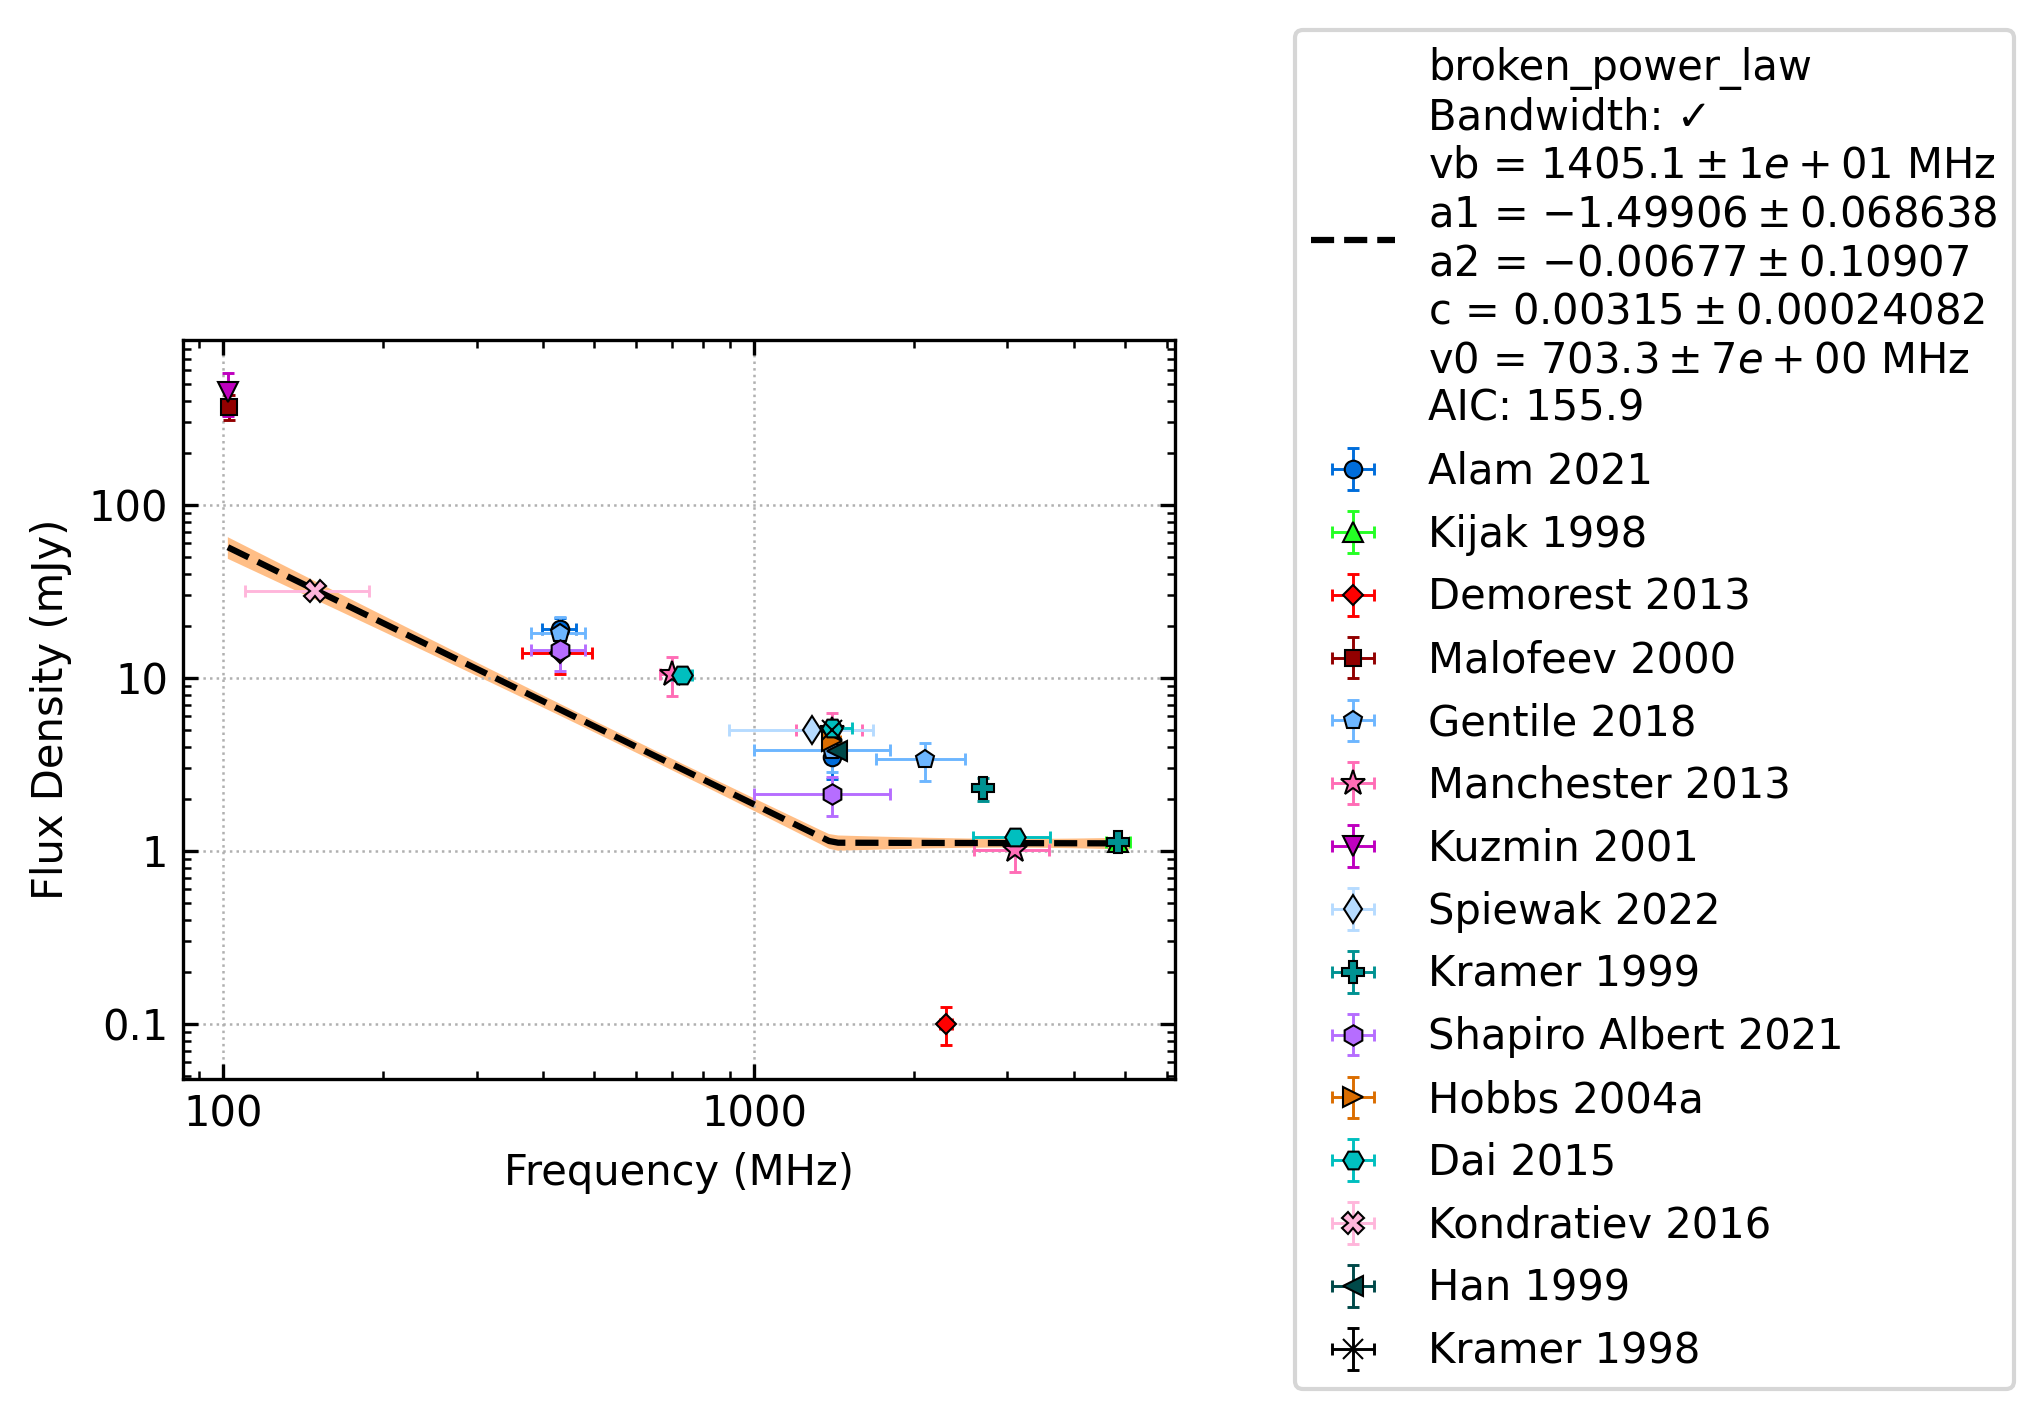 broken_power_law
Bandwidth: ✓
vb = 1405.1 ± 1e + 01 MHz
a1 = −1.49906 ± 0.068638
a2 = −0.00677 ± 0.10907
c = 0.00315 ± 0.00024082
v0 = 703.3 ± 7e + 00 MHz
AIC: 155.9
Alam 2021
Kijak 1998
Demorest 2013
Malofeev 2000
Gentile 2018
Manchester 2013
Kuzmin 2001
Spiewak 2022
Kramer 1999
Shapiro Albert 2021
Hobbs 2004a
Dai 2015
Kondratiev 2016
Han 1999
Kramer 1998
100
10
1
0.1
Flux Density (mJy)
100
1000
Frequency (MHz)